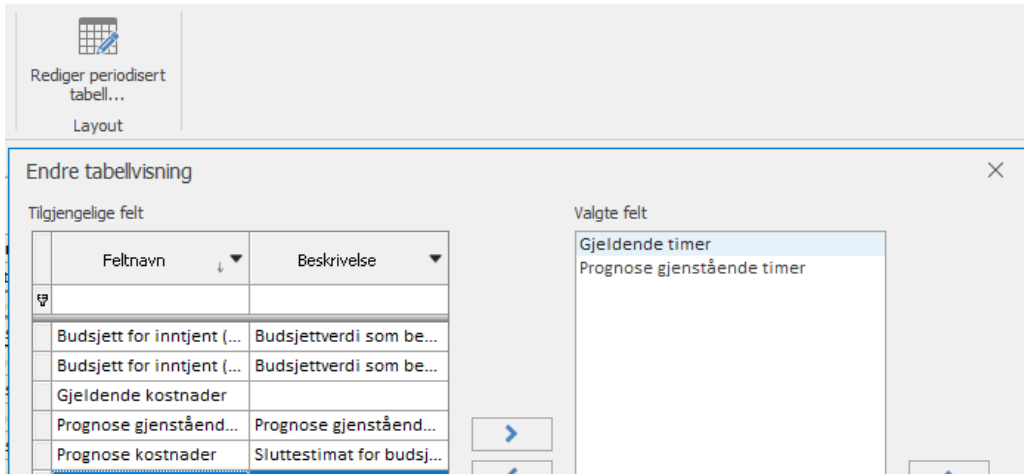 Rediger periodisert
tabell...
Layout
Endre tabellvisning
Tilgjengelige felt
Valgte felt
Feltnavn Beskrivelse
Gjeldende timer
Prognose gjenstående timer
Budsjett for inntjent (... Budsjettverdi som be...
Budsjett for inntjent (... Budsjettverdi som be...
Gjeldende kostnader
Prognose gjenståend... Prognose gjenståend...
Prognose kostnader Sluttestimat for budsj...